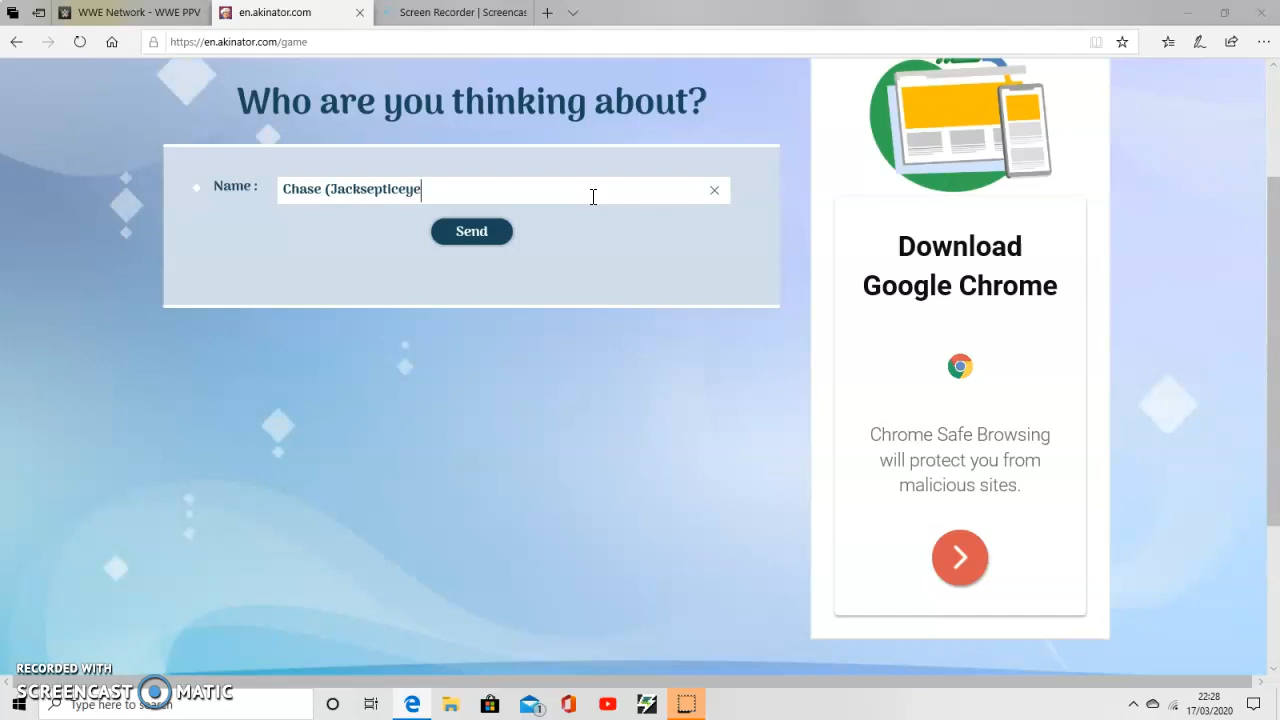 WWE Network - WWE PPV
en.akinator.com
Screen Recorder | Screencas
https://en.akinator.com/game
Who are you thinking about?
Name :
Chase (Jacksepticeye
Send
Download
Google Chrome
Chrome Safe Browsing
will protect you from
malicious sites.
RECORDED WITH
SCREENCAST MATIC
Type here to search
1
22:28
17/03/2020